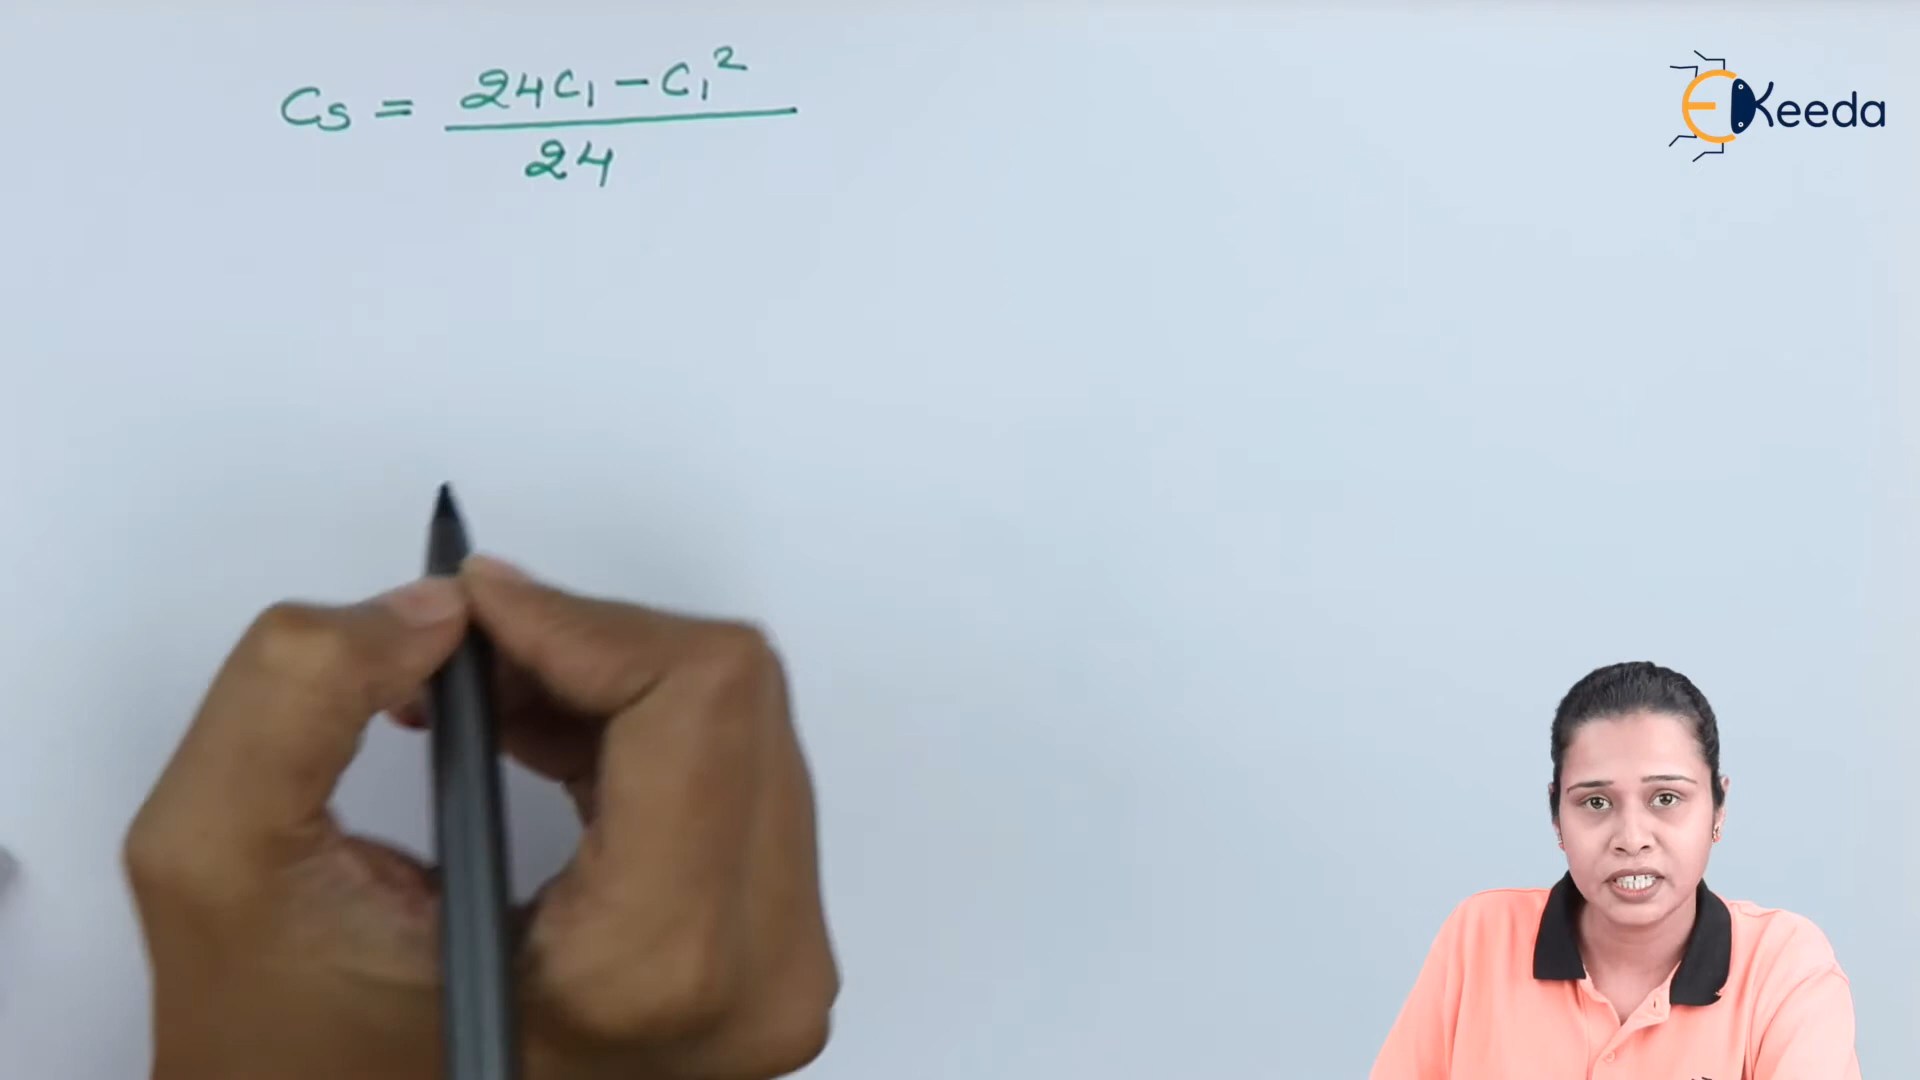 Cs = 24C₁ - C₁² / 24
EKeeda